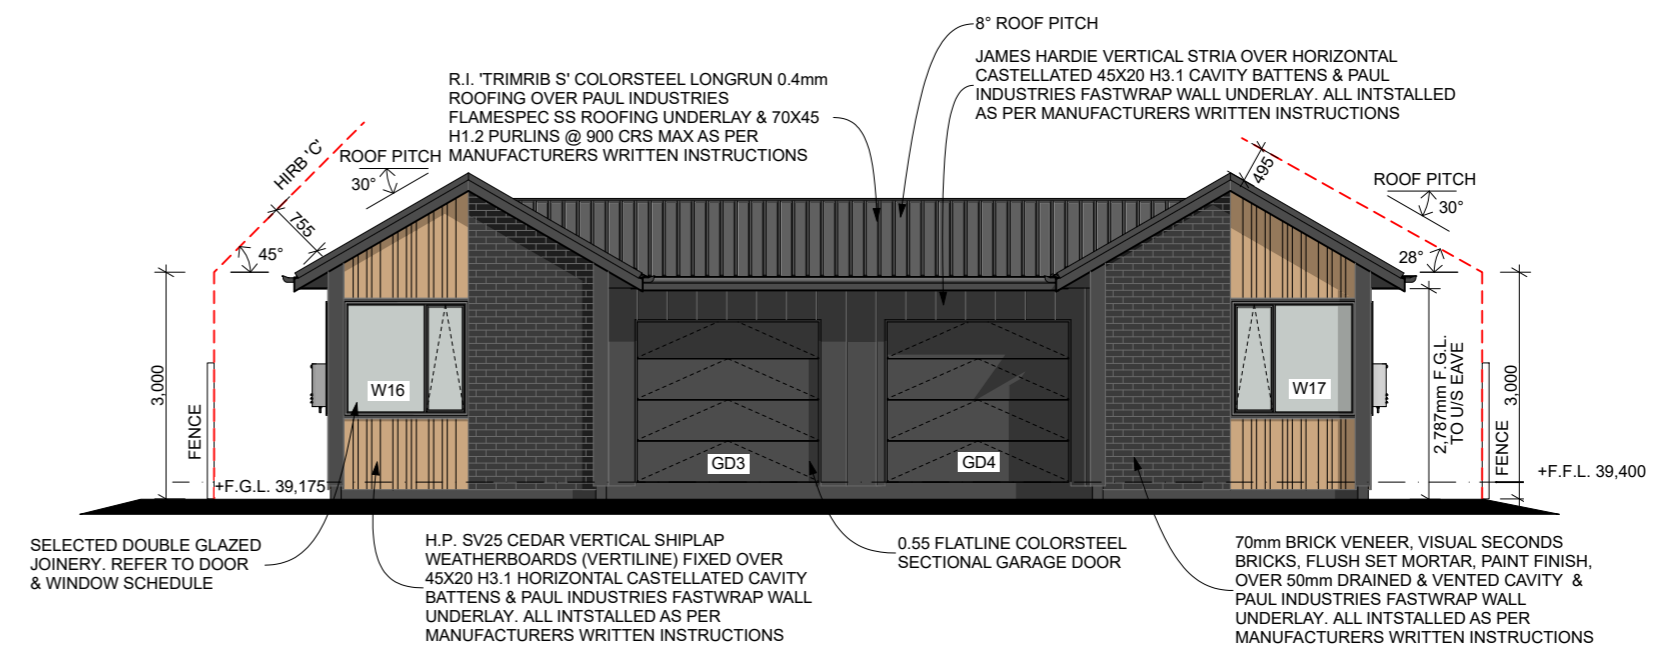 8° ROOF PITCH
JAMES HARDIE VERTICAL STRIA OVER HORIZONTAL
CASTELLATED 45X20 H3.1 CAVITY BATTENS & PAUL
INDUSTRIES FASTWRAP WALL UNDERLAY. ALL INTSTALLED
AS PER MANUFACTURERS WRITTEN INSTRUCTIONS
R.I. 'TRIMRIB S' COLORSTEEL LONGRUN 0.4mm
ROOFING OVER PAUL INDUSTRIES
FLAMESPEC SS ROOFING UNDERLAY & 70X45
H1.2 PURLINS @ 900 CRS MAX AS PER
MANUFACTURERS WRITTEN INSTRUCTIONS
HIRB 'C'
ROOF PITCH
30°
755
45°
495
ROOF PITCH
30°
28°
3,000
FENCE
W16
GD3
GD4
W17
2,787mm F.G.L.
TO U/S EAVE
FENCE
3,000
+F.G.L. 39,175
+F.F.L. 39,400
SELECTED DOUBLE GLAZED
JOINERY. REFER TO DOOR
& WINDOW SCHEDULE
H.P. SV25 CEDAR VERTICAL SHIPLAP
WEATHERBOARDS (VERTILINE) FIXED OVER
45X20 H3.1 HORIZONTAL CASTELLATED CAVITY
BATTENS & PAUL INDUSTRIES FASTWRAP WALL
UNDERLAY. ALL INTSTALLED AS PER
MANUFACTURERS WRITTEN INSTRUCTIONS
0.55 FLATLINE COLORSTEEL
SECTIONAL GARAGE DOOR
70mm BRICK VENEER, VISUAL SECONDS
BRICKS, FLUSH SET MORTAR, PAINT FINISH,
OVER 50mm DRAINED & VENTED CAVITY &
PAUL INDUSTRIES FASTWRAP WALL
UNDERLAY. ALL INTSTALLED AS PER
MANUFACTURERS WRITTEN INSTRUCTIONS